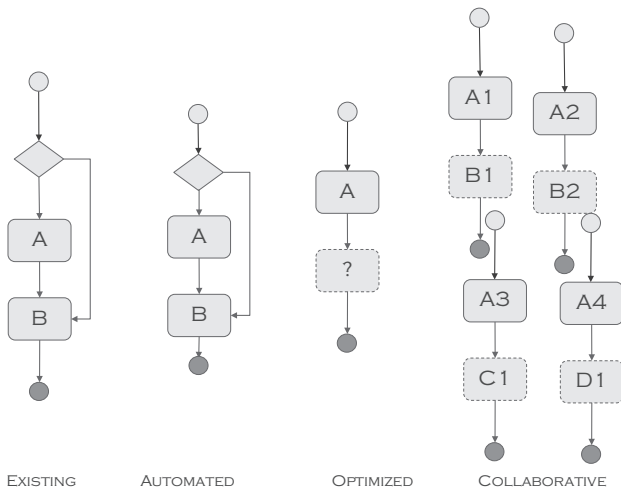 A1
A2
A
B1
B2
A
A
?
B
B
A3
A4
C1
D1
EXISTING
AUTOMATED
OPTIMIZED
COLLABORATIVE